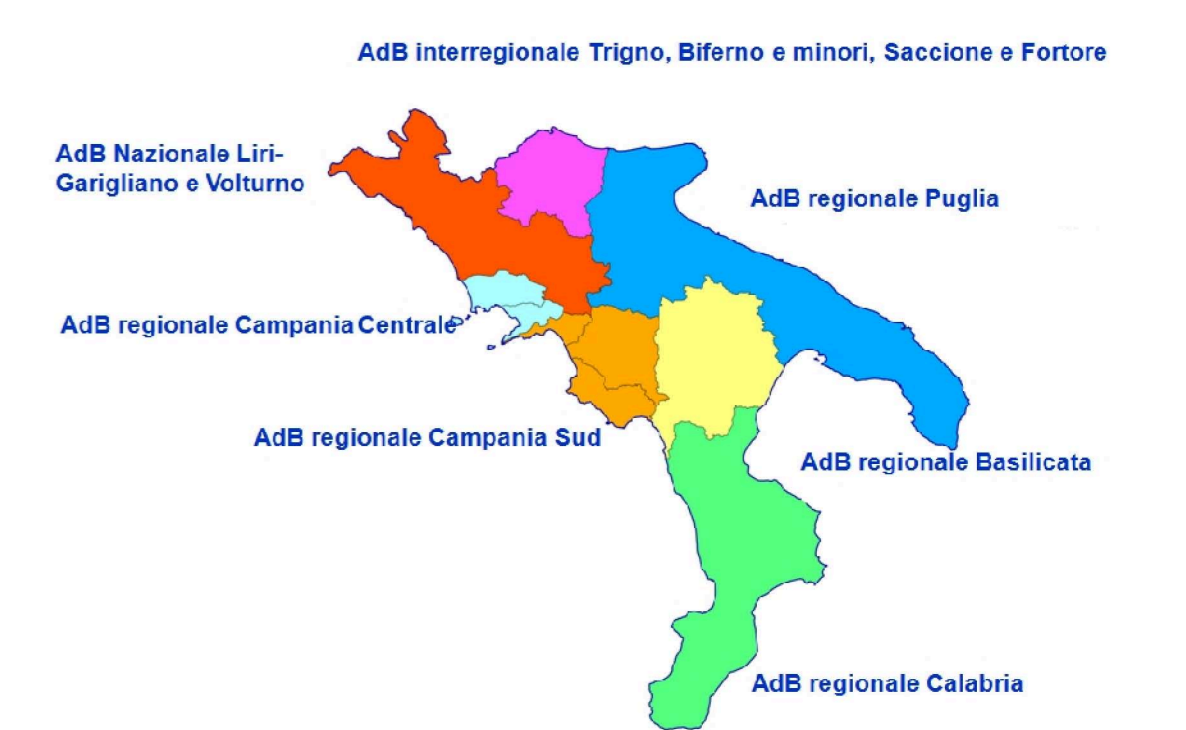 AdB interregionale Trigno, Biferno e minori, Saccione e Fortore
AdB Nazionale Liri-
Garigliano e Volturno
AdB regionale Puglia
AdB regionale Campania Centrale
AdB regionale Campania Sud
AdB regionale Basilicata
AdB regionale Calabria